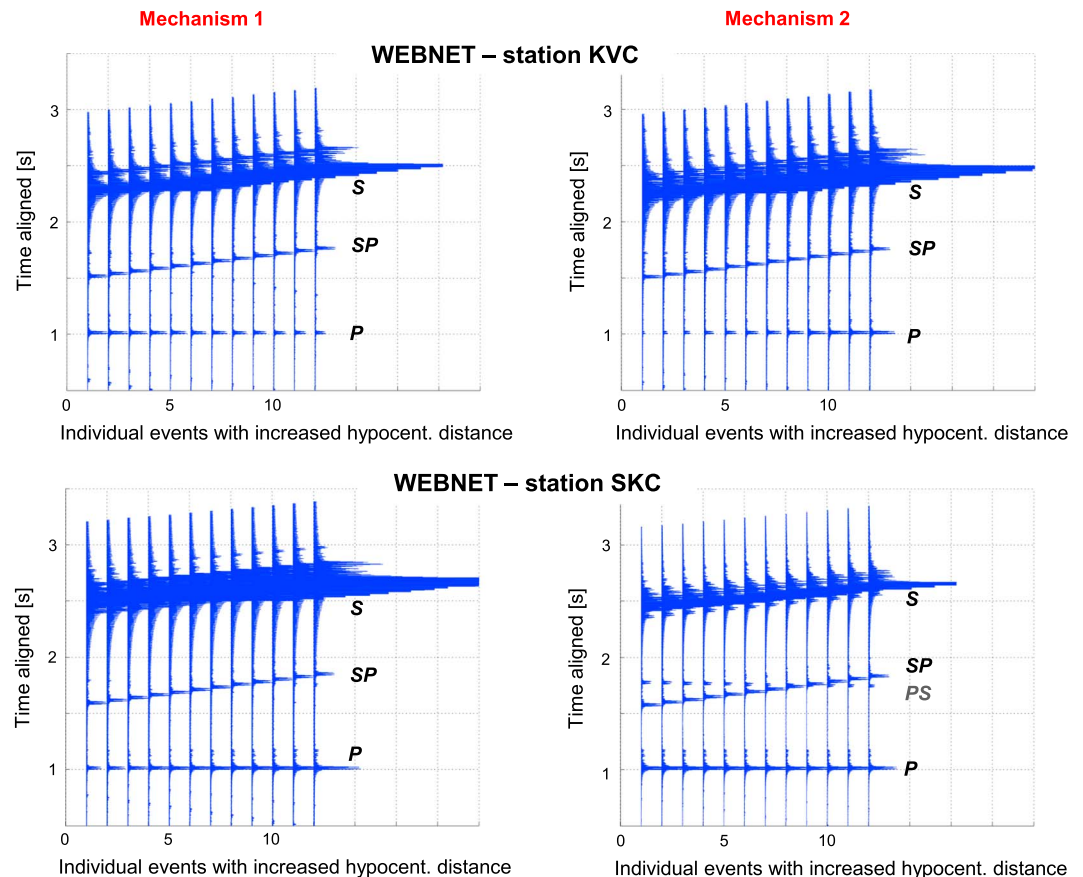 Mechanism 1
Mechanism 2
WEBNET – station KVC
Time aligned [s]
3
2
1
S
SP
P
0
5
10
Individual events with increased hypocent. distance
Time aligned [s]
3
2
1
S
SP
P
0
5
10
Individual events with increased hypocent. distance
WEBNET – station SKC
Time aligned [s]
3
2
1
S
SP
P
0
5
10
Individual events with increased hypocent. distance
Time aligned [s]
3
2
1
S
SP
PS
P
0
5
10
Individual events with increased hypocent. distance